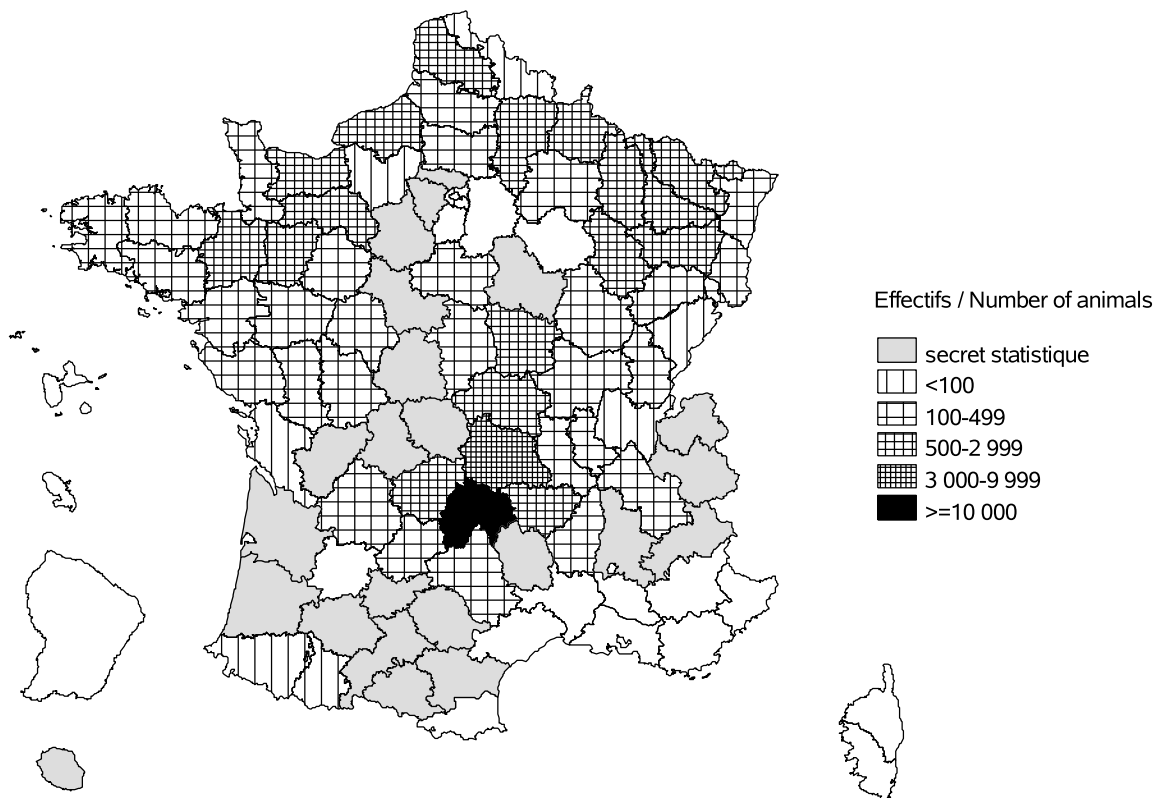 Effectifs / Number of animals
secret statistique
<100
100-499
500-2 999
3 000-9 999
>=10 000